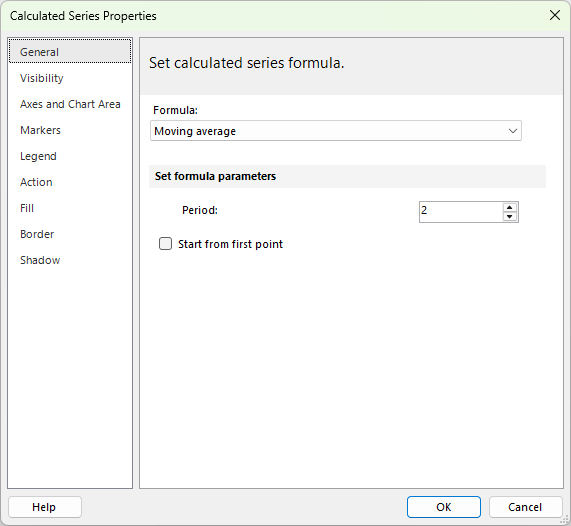 Calculated Series Properties
General
Visibility
Axes and Chart Area
Markers
Legend
Action
Fill
Border
Shadow
Set calculated series formula.
Formula:
Moving average
Set formula parameters
Period:
2
Start from first point
Help
OK
Cancel